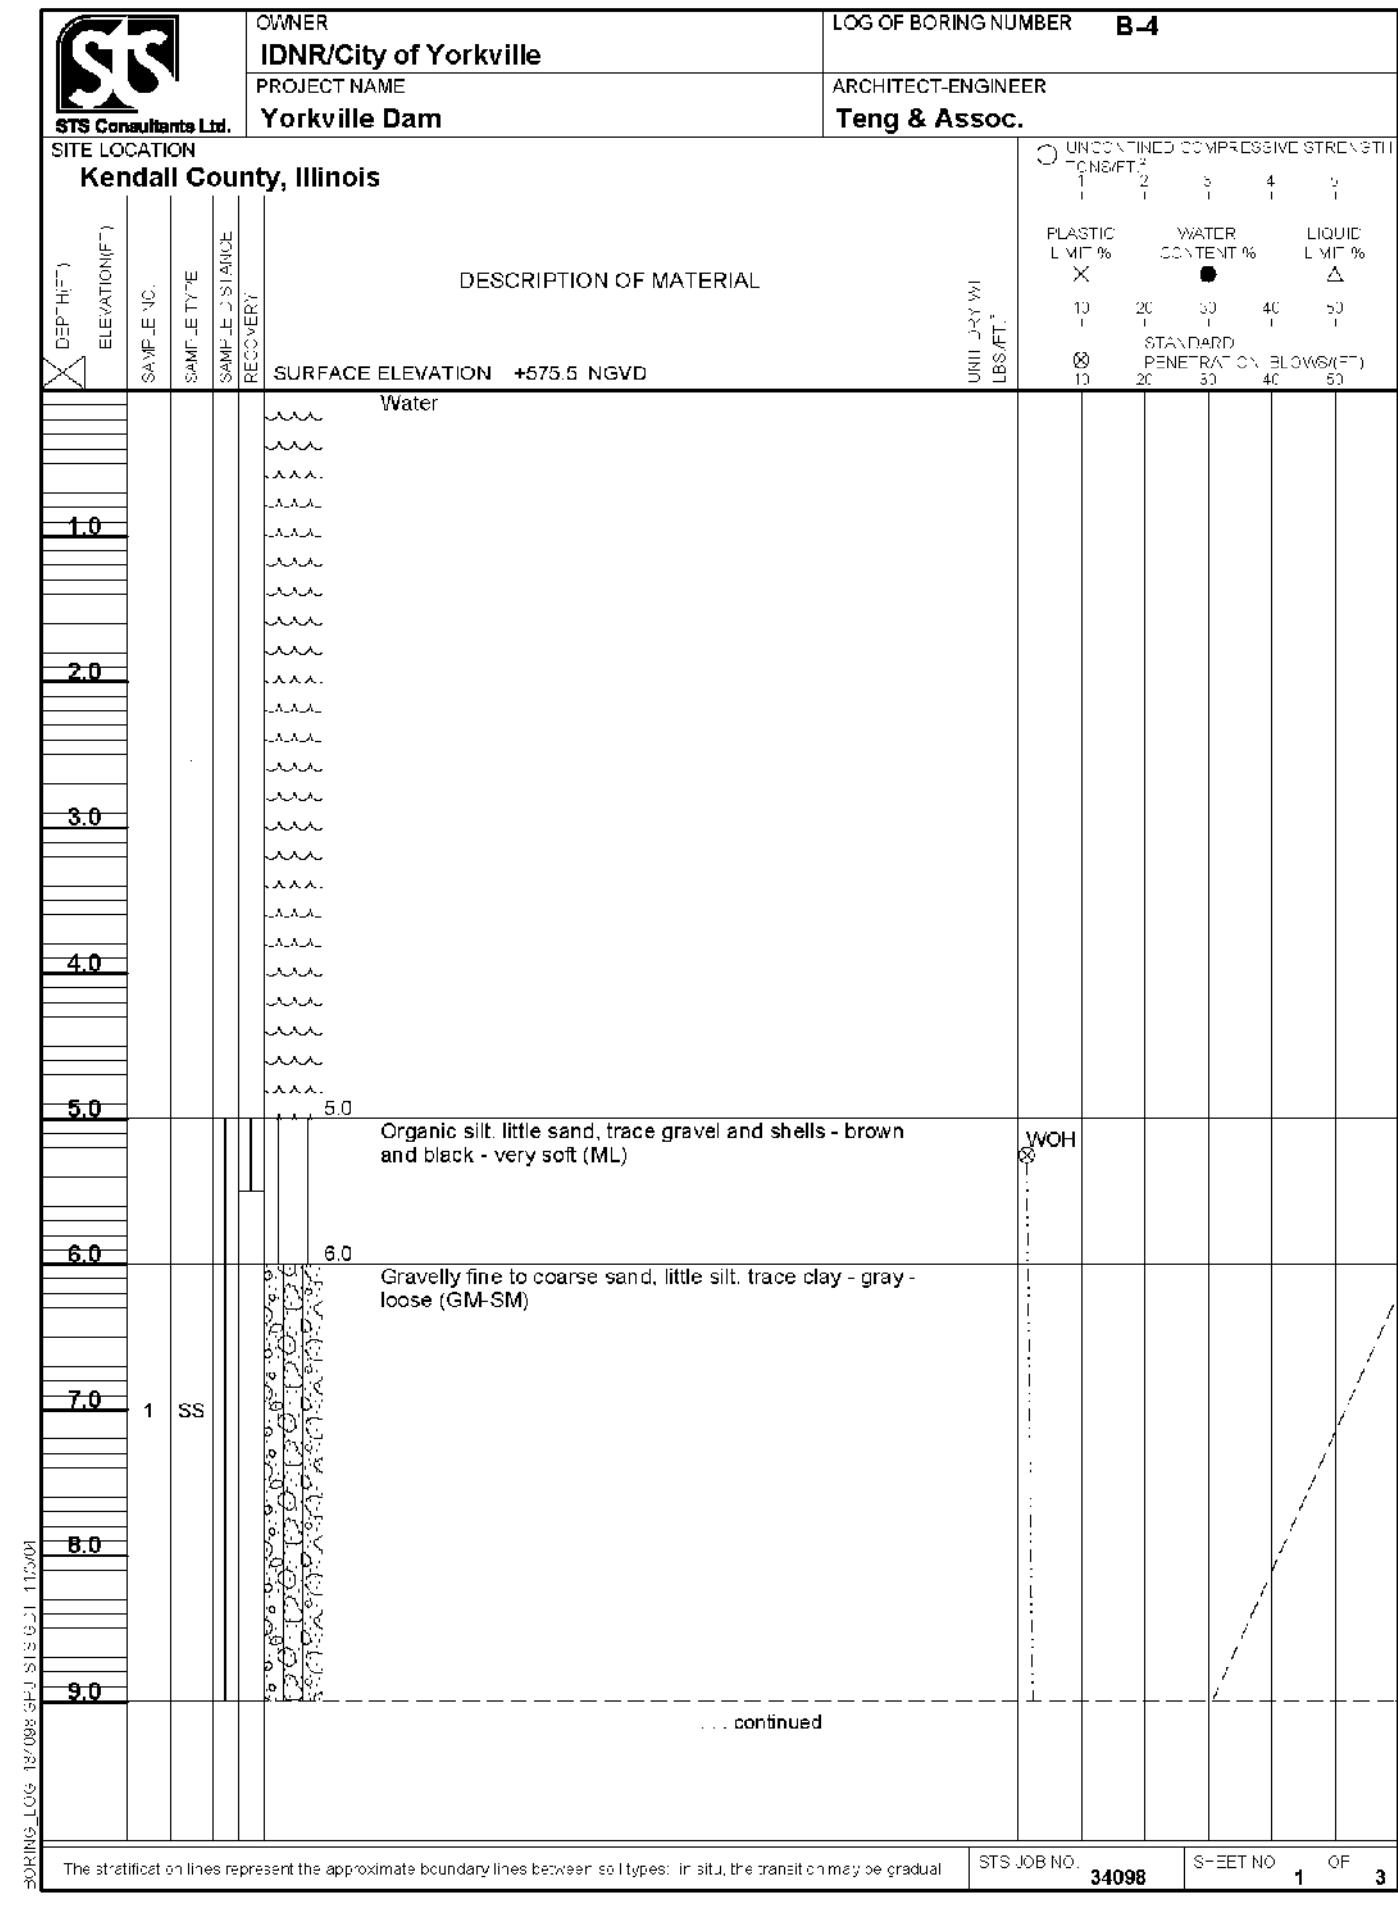 STS
STS Consultants Ltd.
OWNER
IDNR/City of Yorkville
LOG OF BORING NUMBER B-4
PROJECT NAME
Yorkville Dam
ARCHITECT-ENGINEER
Teng & Assoc.
SITE LOCATION
Kendall County, Illinois
UNCONFINED COMPRESSIVE STRENGTH
TONS/FT.²
1 2 3 4 5
PLASTIC WATER LIQUID
LIMIT % CONTENT % LIMIT %
10 20 30 40 50
STANDARD
PENETRATION BLOWS/(FT)
10 20 30 40 50
DEPTH(FT)
ELEVATION(FT)
SAMPLE NO.
SAMPLE TYPE
SAMPLE DISTANCE
RECOVERY
DESCRIPTION OF MATERIAL
SURFACE ELEVATION +575.5 NGVD
UNIT DRY WT.
LBS./FT.³
Water
1.0
2.0
3.0
4.0
5.0 5.0
Organic silt. little sand, trace gravel and shells - brown
and black - very soft (ML)
WOH
6.0 6.0
Gravelly fine to coarse sand, little silt. trace clay - gray -
loose (GM-SM)
7.0 1 SS
8.0
9.0
. . . continued
The stratification lines represent the approximate boundary lines between soil types: in situ, the transition may be gradual
STS JOB NO. 34098
SHEET NO 1 OF 3